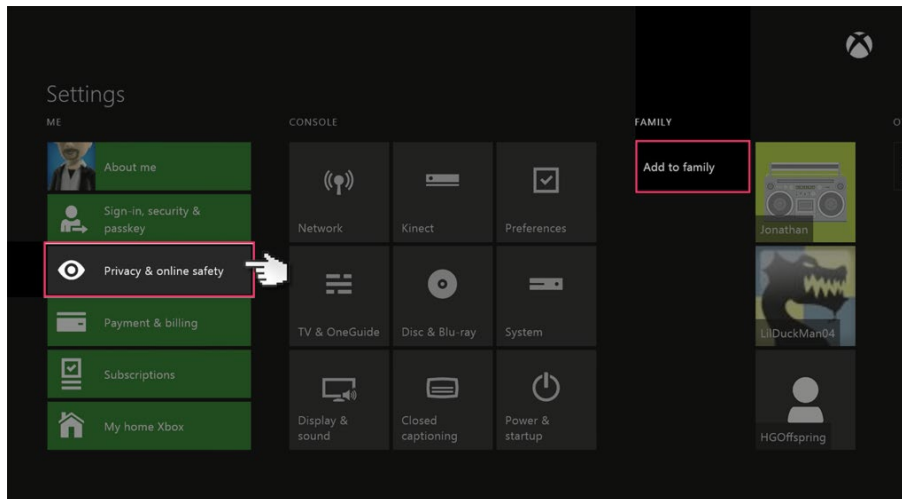 Settings
ME
About me
Sign-in, security &
passkey
Privacy & online safety
Payment & billing
Subscriptions
My home Xbox
CONSOLE
Network
Kinect
Preferences
TV & OneGuide
Disc & Blu-ray
System
Display &
sound
Closed
captioning
Power &
startup
FAMILY
Add to family
Jonathan
LilDuckMan04
HGOffspring
O